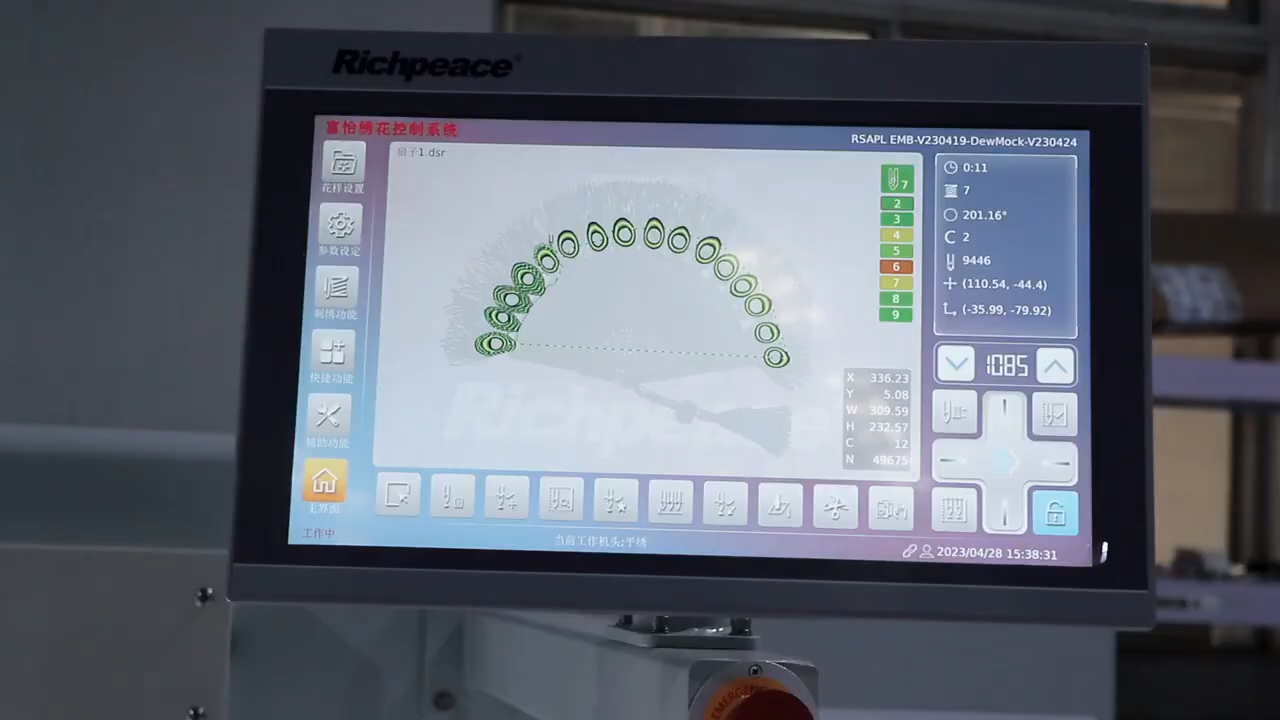 Richpeace®
富怡绣花控制系统
RSAPL EMB-V230419-DewMock-V230424
扇子1.dsr
花样设置
参数设定
刺绣功能
快捷功能
辅助功能
主界面
工作中
7
2
3
4
5
6
7
8
9
0:11
7
201.16°
C 2
9446
(110.54, -44.4)
(-35.99, -79.92)
1085
X 336.23
Y 5.08
W 309.59
H 232.57
C 12
N 49675
Richpeace
当前工作机头:平绣
2023/04/28 15:38:31
EMERGENCY